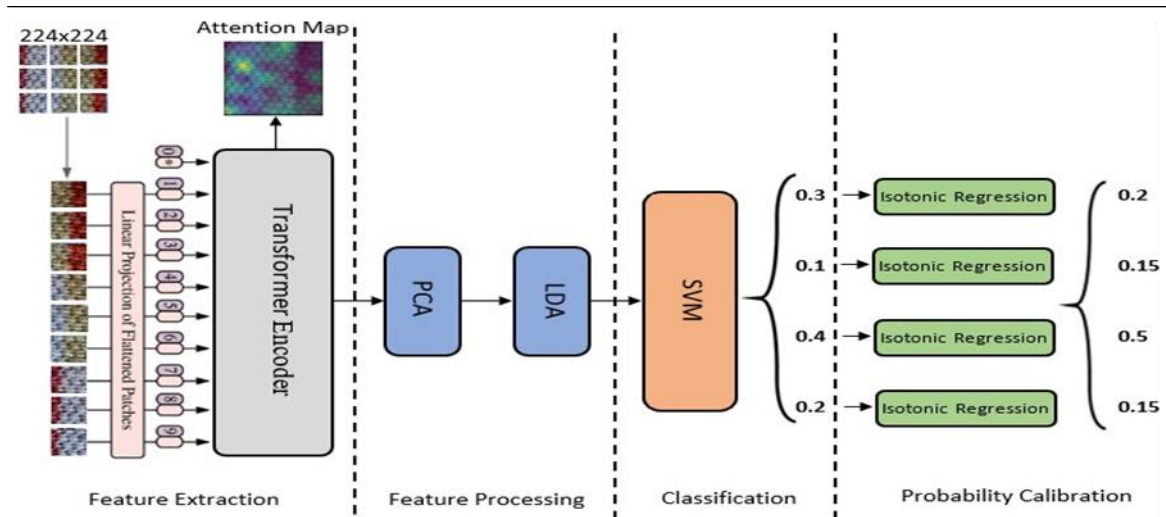 224x224
Attention Map
Linear Projection of Flattened Patches
0 *
1
2
3
4
5
6
7
8
9
Transformer Encoder
PCA
LDA
SVM
0.3
0.1
0.4
0.2
Isotonic Regression
Isotonic Regression
Isotonic Regression
Isotonic Regression
0.2
0.15
0.5
0.15
Feature Extraction
Feature Processing
Classification
Probability Calibration